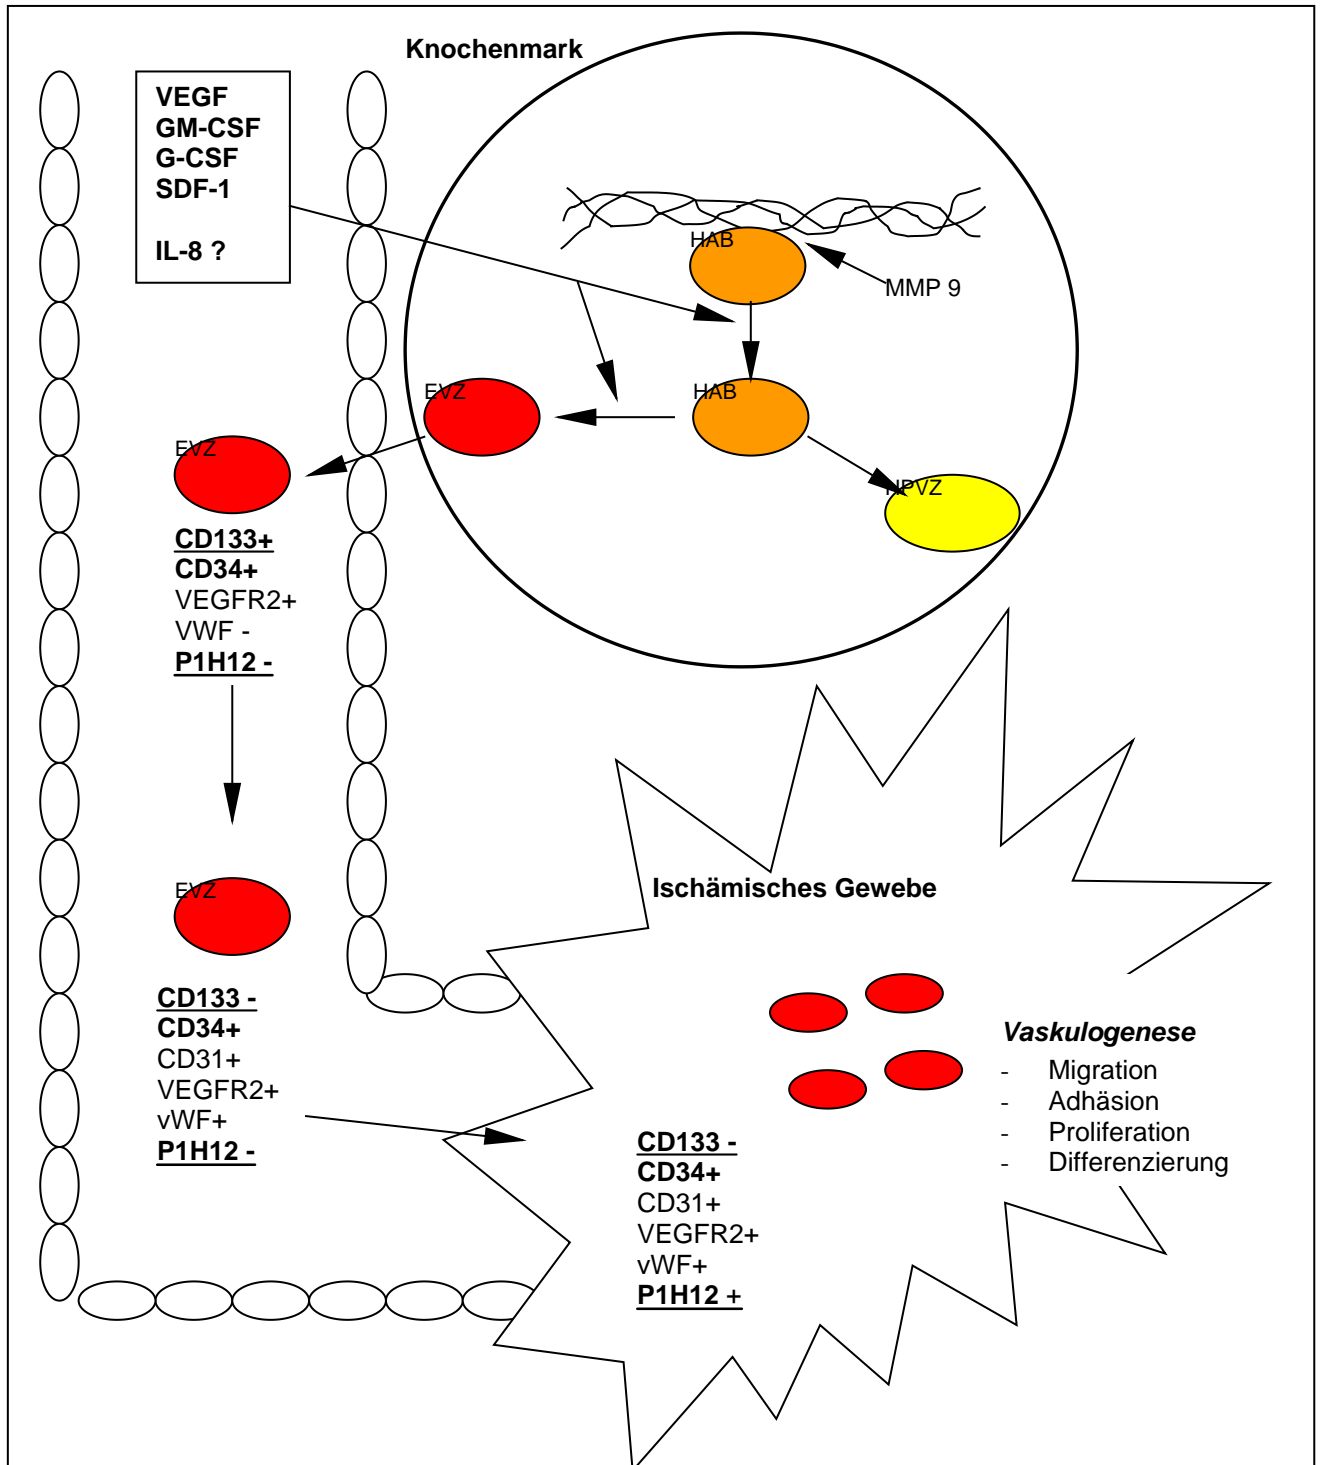 Knochenmark
VEGF
GM-CSF
G-CSF
SDF-1
IL-8 ?
HAB
MMP 9
EVZ
HAB
EVZ
HPVZ
CD133+
CD34+
VEGFR2+
VWF -
P1H12 -
EVZ
Ischämisches Gewebe
CD133 -
CD34+
CD31+
VEGFR2+
vWF+
P1H12 -
Vaskulogenese
- Migration
- Adhäsion
- Proliferation
- Differenzierung
CD133 -
CD34+
CD31+
VEGFR2+
vWF+
P1H12 +